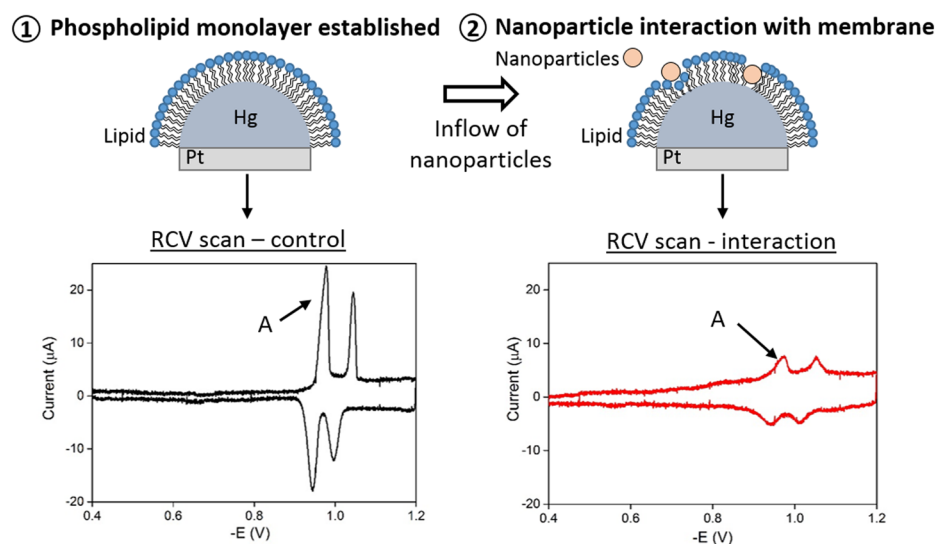 ① Phospholipid monolayer established
② Nanoparticle interaction with membrane
Nanoparticles
Lipid
Hg
Pt
Inflow of
nanoparticles
Lipid
Hg
Pt
RCV scan – control
RCV scan - interaction
A
20
10
0
-10
-20
Current (µA)
0.4
0.6
0.8
1.0
1.2
-E (V)
A
20
10
0
-10
-20
Current (µA)
0.4
0.6
0.8
1.0
1.2
-E (V)